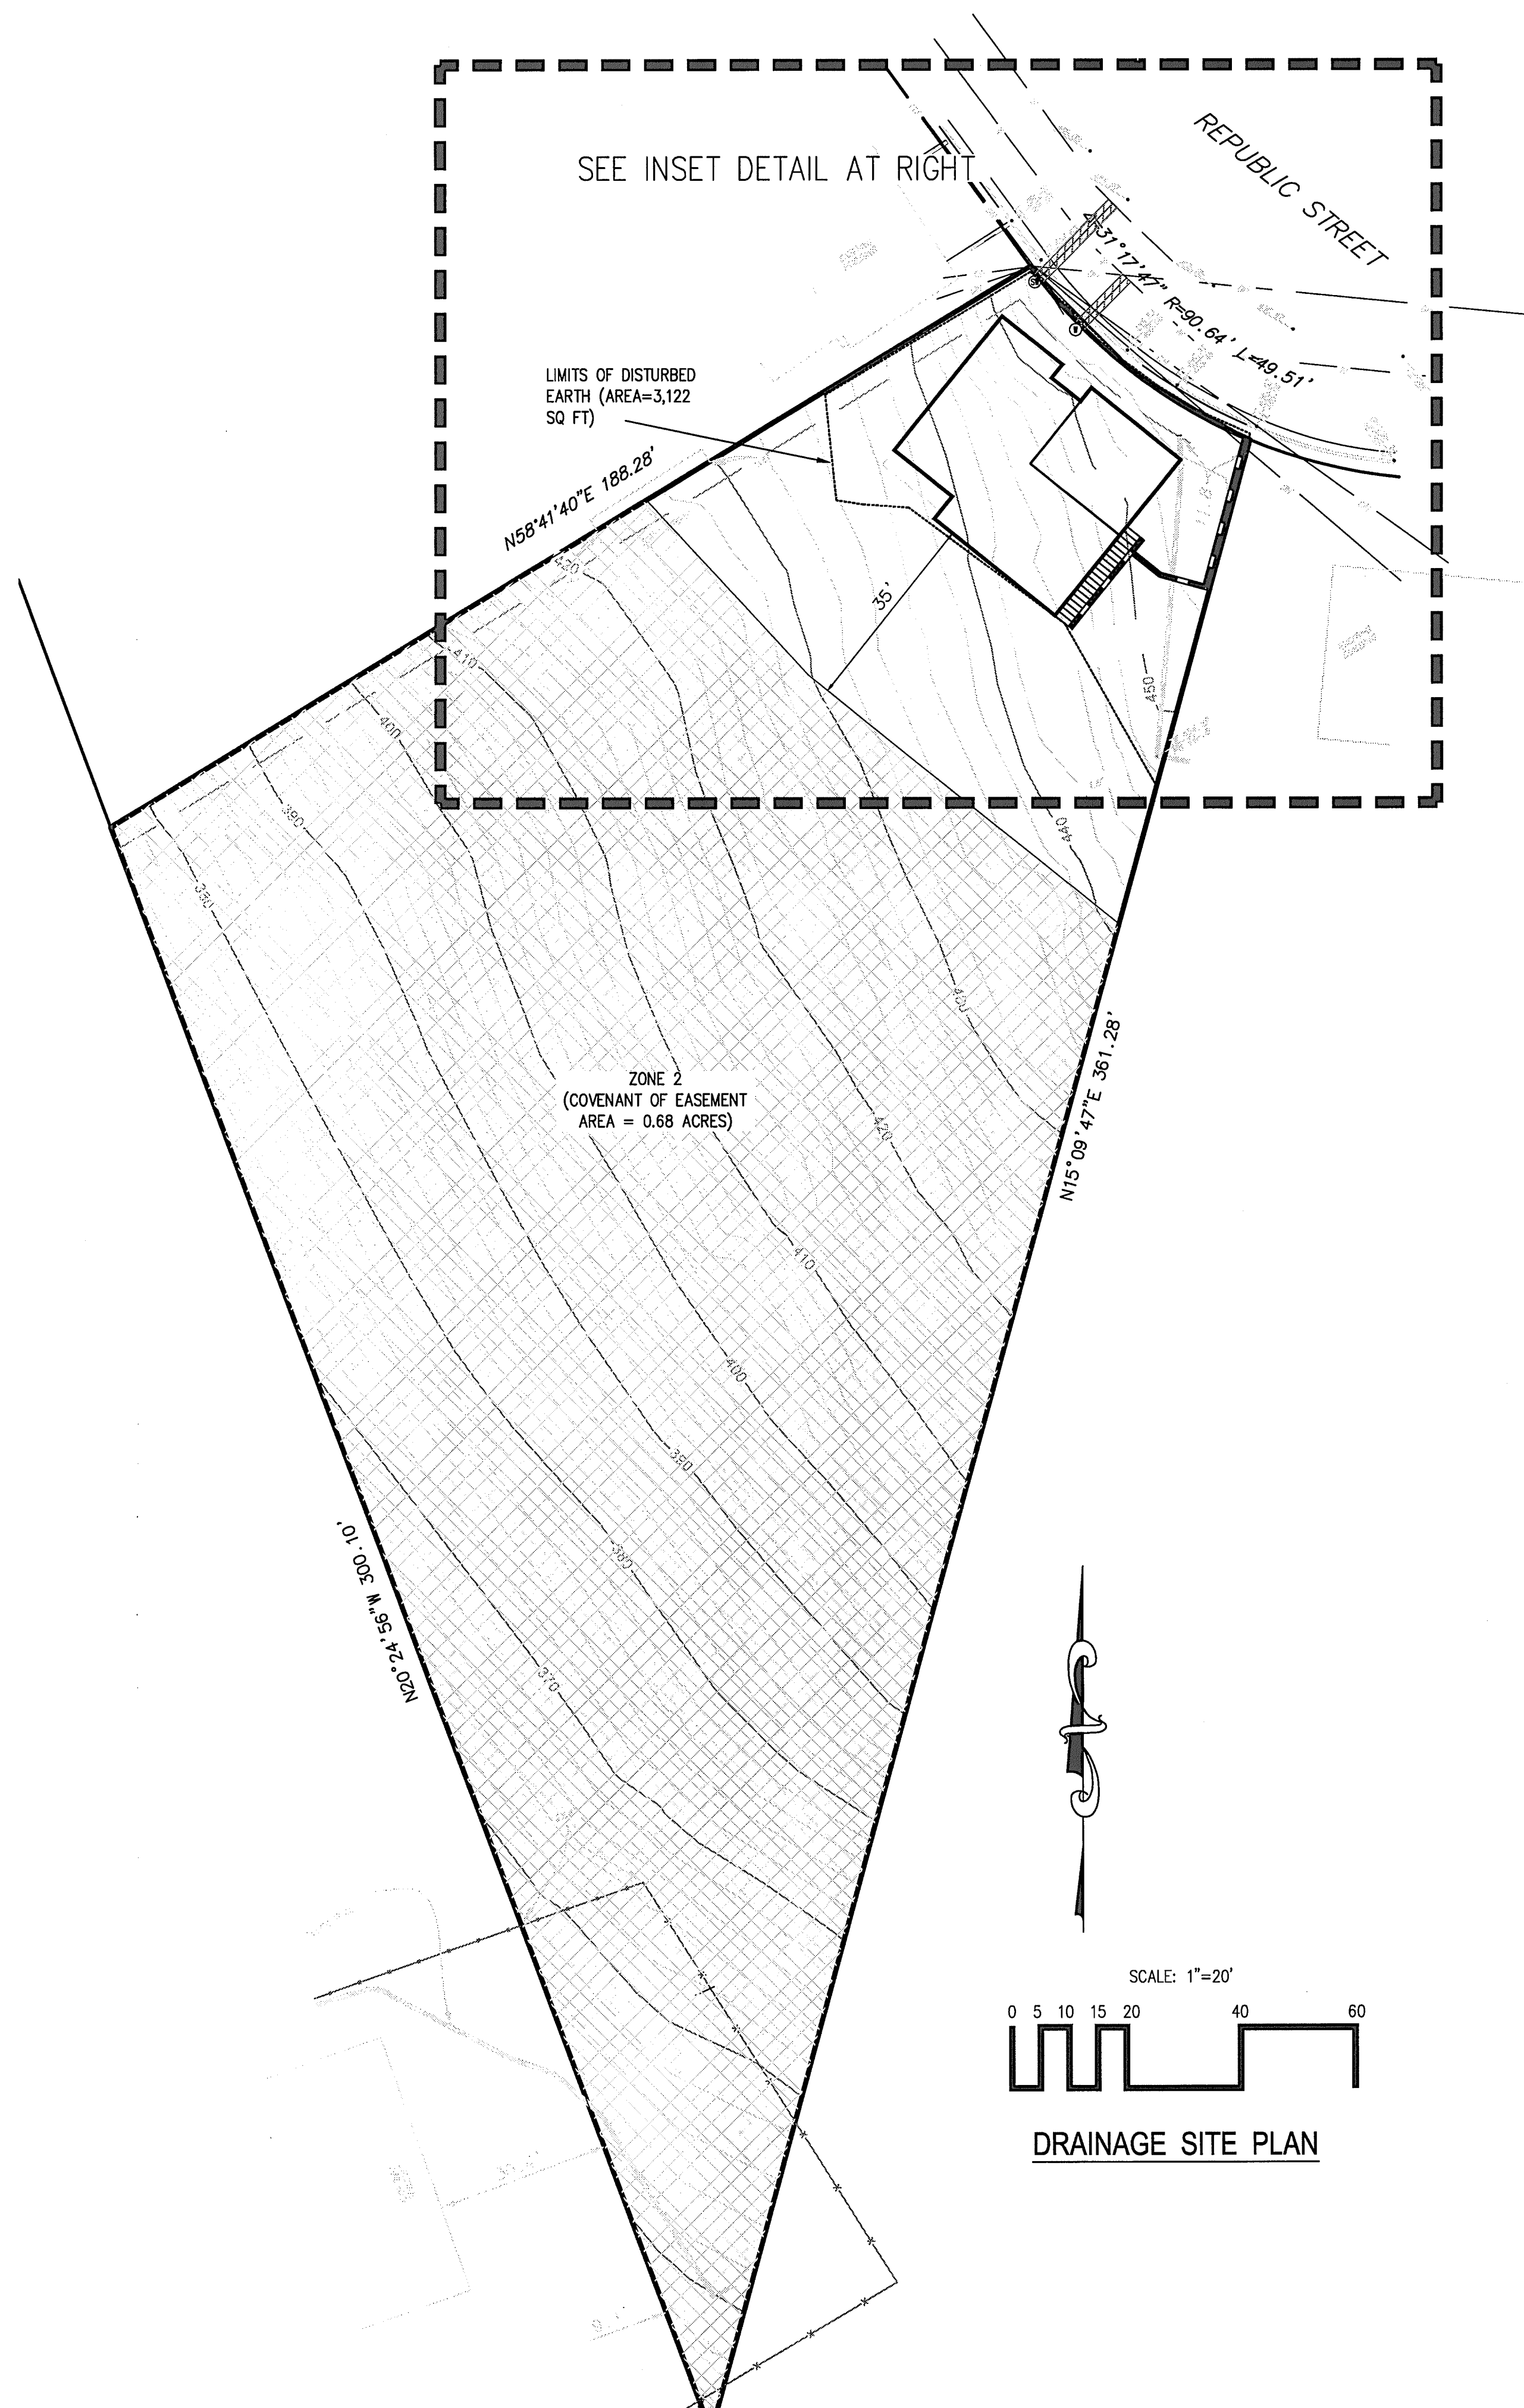 SEE INSET DETAIL AT RIGHT
REPUBLIC STREET
31°17'47" R=90.64' L=49.51'
LIMITS OF DISTURBED
EARTH (AREA=3,122
SQ FT)
N58°41'40"E 188.28'
35'
420
410
400
390
380
450
440
430
ZONE 2
(COVENANT OF EASEMENT
AREA = 0.68 ACRES)
N15°09'47"E 361.28'
420
410
400
390
380
370
N20°24'56"W 300.10'
SCALE: 1"=20'
0 5 10 15 20 40 60
DRAINAGE SITE PLAN